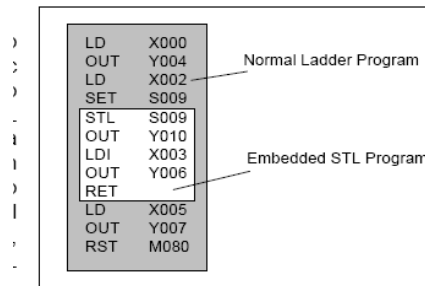 LD X000
OUT Y004
LD X002
Normal Ladder Program
SET S009
STL S009
OUT Y010
LDI X003
Embedded STL Program
OUT Y006
RET
LD X005
OUT Y007
RST M080